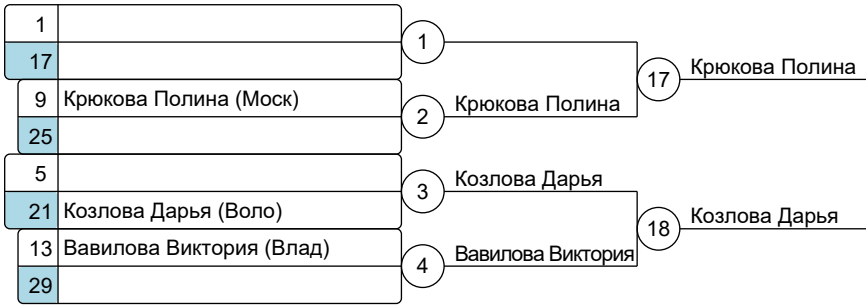 1
1
17
17
Крюкова Полина
9 Крюкова Полина (Моск)
2
Крюкова Полина
25
5
3
Козлова Дарья
21 Козлова Дарья (Воло)
18
Козлова Дарья
13 Вавилова Виктория (Влад)
4
Вавилова Виктория
29